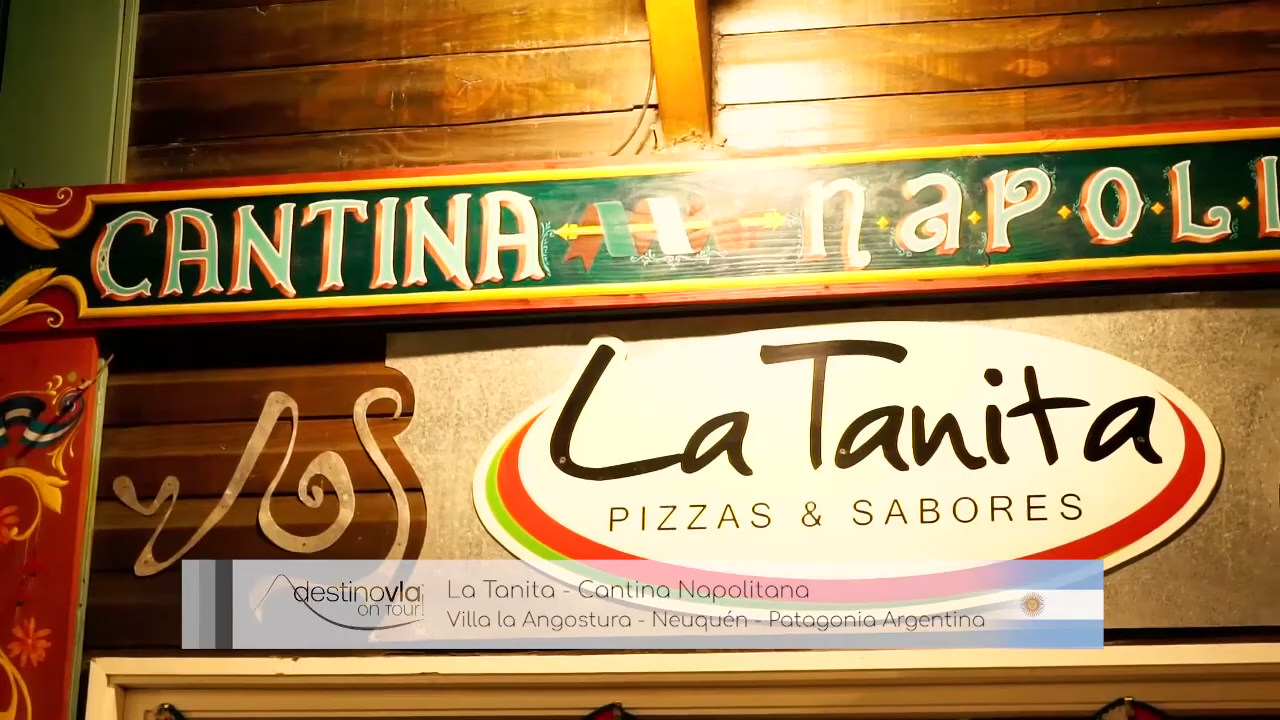 CANTINA NAPOLI
La Tanita
PIZZAS & SABORES
destinovla
on Tour!
La Tanita - Cantina Napolitana
Villa la Angostura - Neuquén - Patagonia Argentina